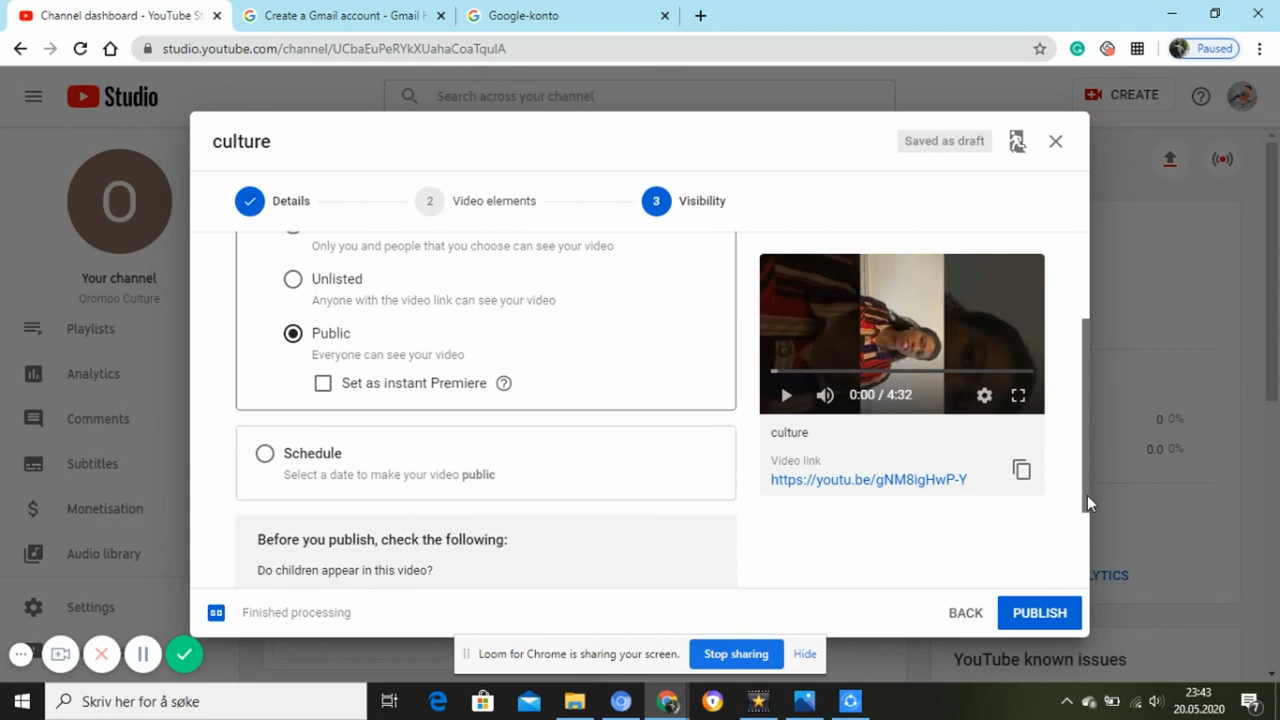 Channel dashboard - YouTube St
Create a Gmail account - Gmail H
Google-konto
studio.youtube.com/channel/UCbaEuPeRYkXUahaCoaTquIA
Paused
Studio
Search across your channel
CREATE
culture
Saved as draft
Details
2
Video elements
3
Visibility
O
Your channel
Oromoo Culture
Playlists
Analytics
Comments
Subtitles
Monetisation
Audio library
Settings
Only you and people that you choose can see your video
Unlisted
Anyone with the video link can see your video
Public
Everyone can see your video
Set as instant Premiere
Schedule
Select a date to make your video public
Before you publish, check the following:
Do children appear in this video?
0:00 / 4:32
culture
Video link
https://youtu.be/gNM8igHwP-Y
0 0%
0.0 0%
LYTICS
SD
Finished processing
BACK
PUBLISH
Loom for Chrome is sharing your screen.
Stop sharing
Hide
YouTube known issues
Skriv her for å søke
23:43
20.05.2020
7